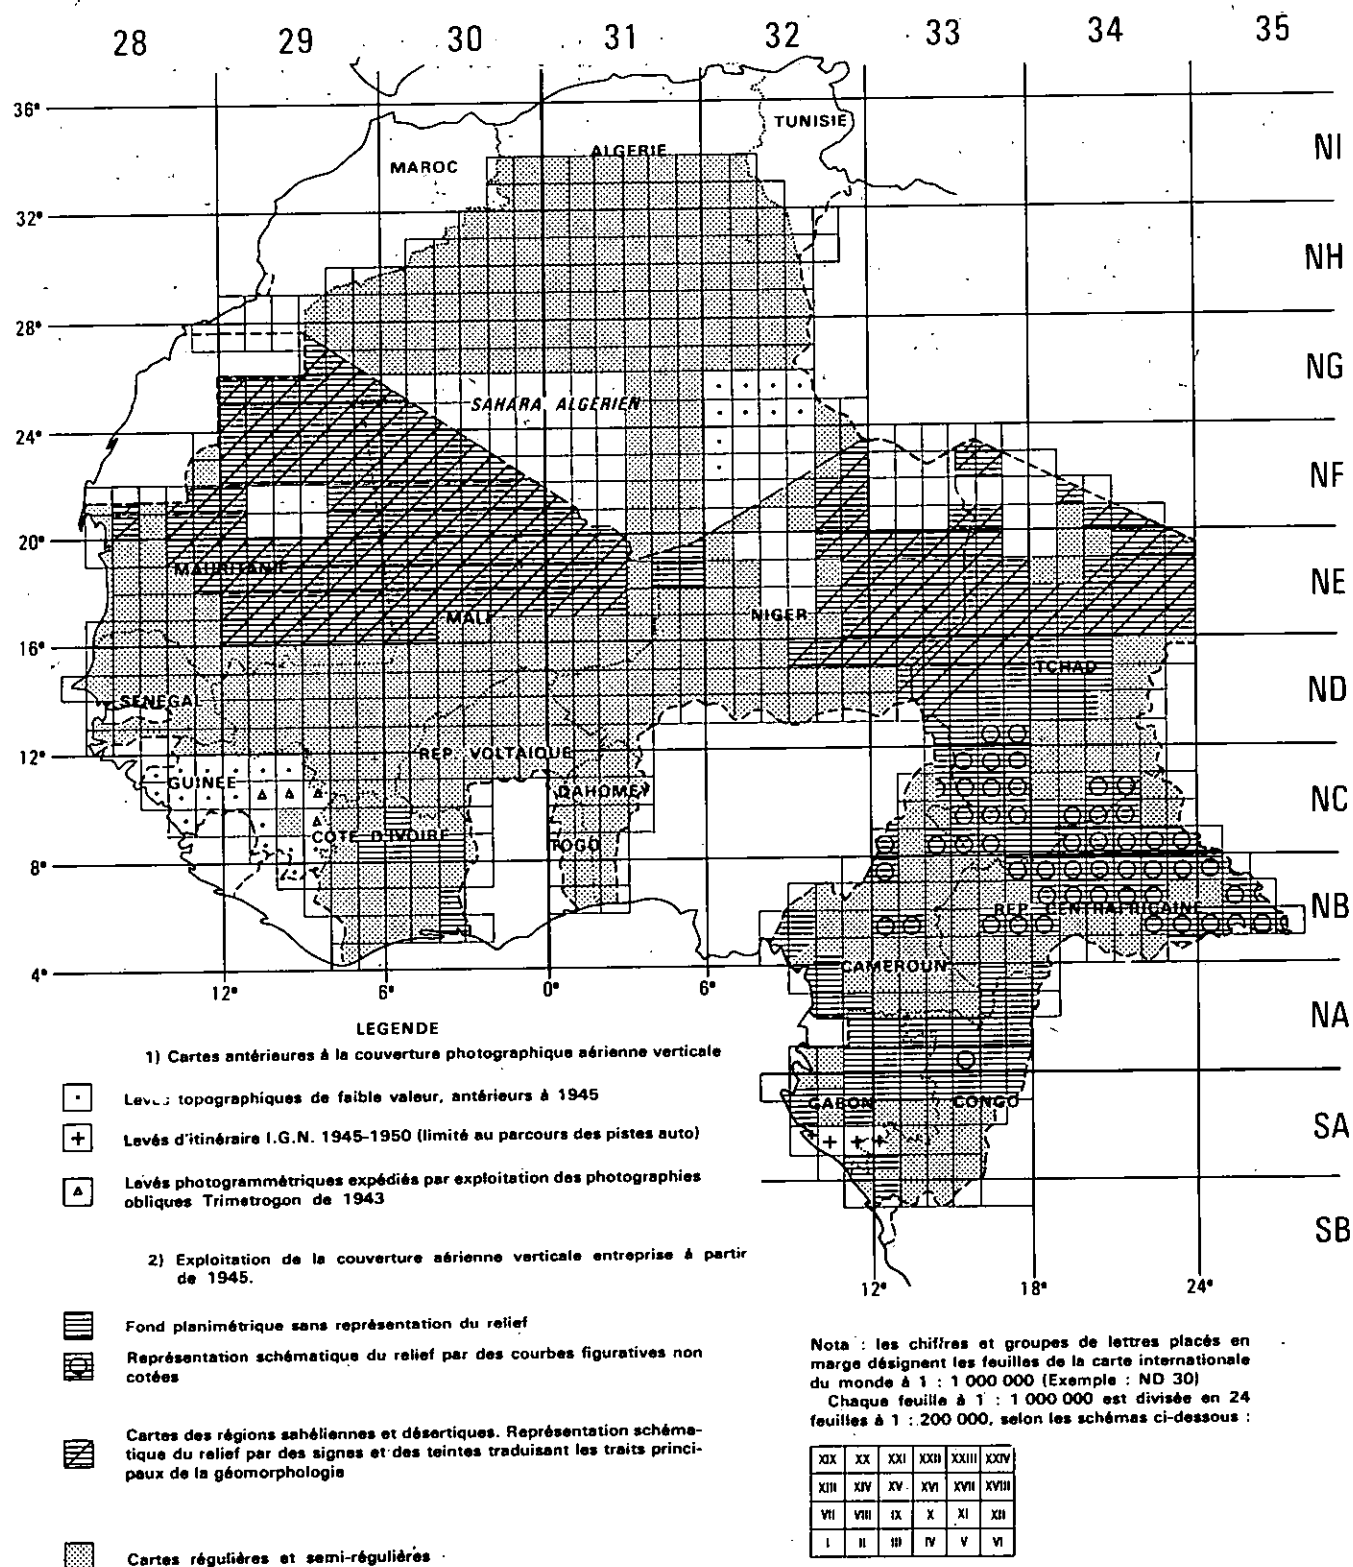 28 29 30 31 32 33 34 35
36°
TUNISIE
ALGERIE
MAROC
NI
32°
NH
28°
NG
SAHARA ALGERIEN
24°
NF
20°
MAURITANIE
NE
MALI
NIGER
16°
TCHAD
SENEGAL
ND
12°
REP. VOLTAIQUE
GUINEE
DAHOMEY
NC
COTE D'IVOIRE
TOGO
8°
REP. CENTRAFRICAINE
NB
CAMEROUN
4°
12° 6° 0° 6°
NA
GABON
CONGO
SA
SB
12° 18° 24°
LEGENDE
1) Cartes antérieures à la couverture photographique aérienne verticale
topographiques de faible valeur, antérieurs à 1945
Levés d'itinéraire I.G.N. 1945-1950 (limité au parcours des pistes auto)
Levés photogrammétriques expédiés par exploitation des photographies
obliques Trimetrogon de 1943
2) Exploitation de la couverture aérienne verticale entreprise à partir
de 1945.
Fond planimétrique sans représentation du relief
Représentation schématique du relief par des courbes figuratives non
cotées
Cartes des régions sahéliennes et désertiques. Représentation schéma-
tique du relief par des signes et des teintes traduisant les traits princi-
paux de la géomorphologie
Cartes régulières et semi-régulières
Nota : les chiffres et groupes de lettres placés en
marge désignent les feuilles de la carte internationale
du monde à 1 : 1 000 000 (Exemple : ND 30)
Chaque feuille à 1 : 1 000 000 est divisée en 24
feuilles à 1 : 200 000, selon les schémas ci-dessous :
XIX XX XXI XXII XXIII XXIV
XIII XIV XV XVI XVII XVIII
VII VIII IX X XI XII
I II III IV V VI